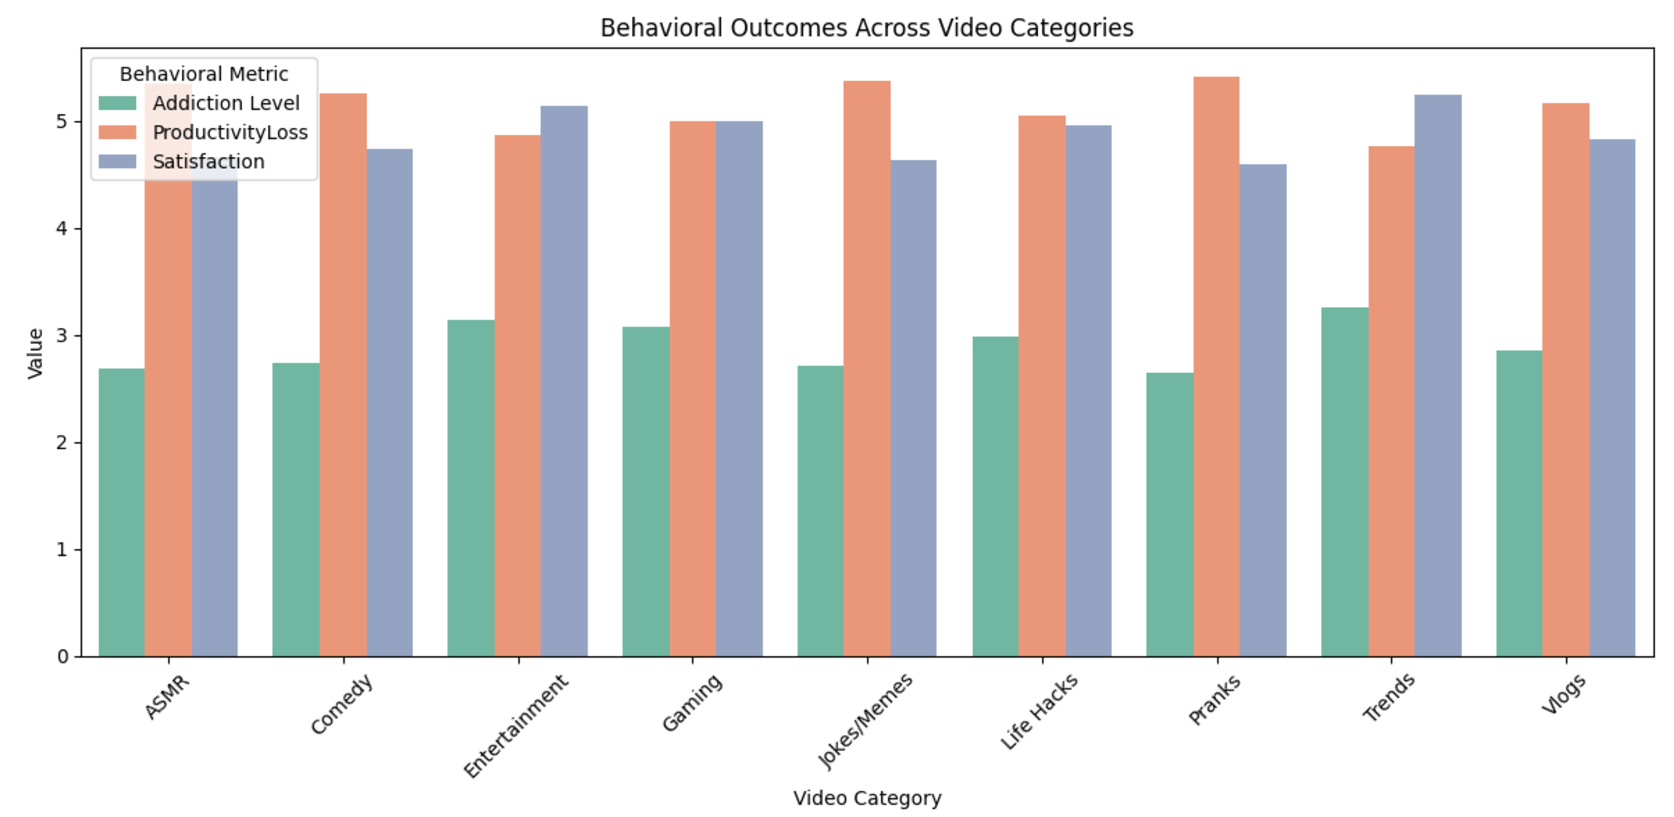 Behavioral Outcomes Across Video Categories
Behavioral Metric
Addiction Level
ProductivityLoss
Satisfaction
Value
5
4
3
2
1
0
ASMR
Comedy
Entertainment
Gaming
Jokes/Memes
Life Hacks
Pranks
Trends
Vlogs
Video Category